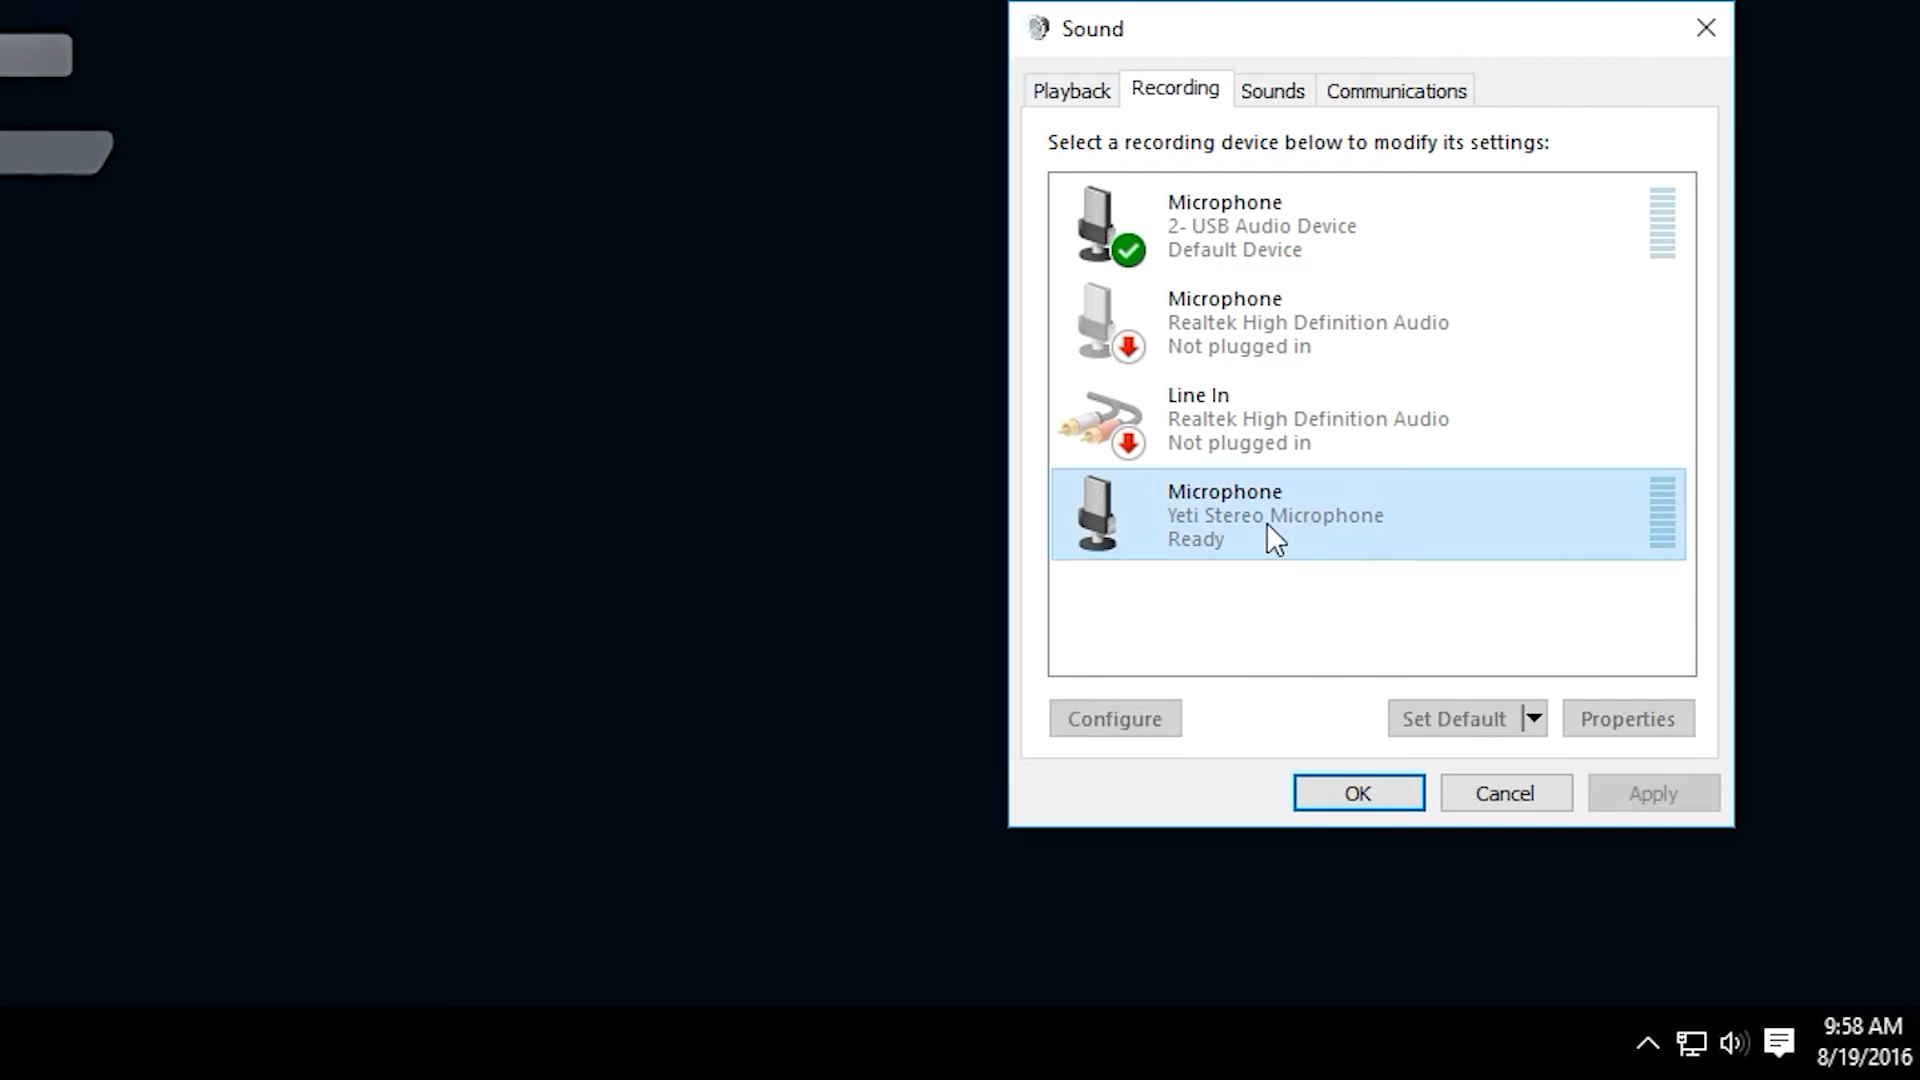 Sound
Playback
Recording
Sounds
Communications
Select a recording device below to modify its settings:
Microphone
2- USB Audio Device
Default Device
Microphone
Realtek High Definition Audio
Not plugged in
Line In
Realtek High Definition Audio
Not plugged in
Microphone
Yeti Stereo Microphone
Ready
Configure
Set Default
Properties
OK
Cancel
Apply
9:58 AM
8/19/2016